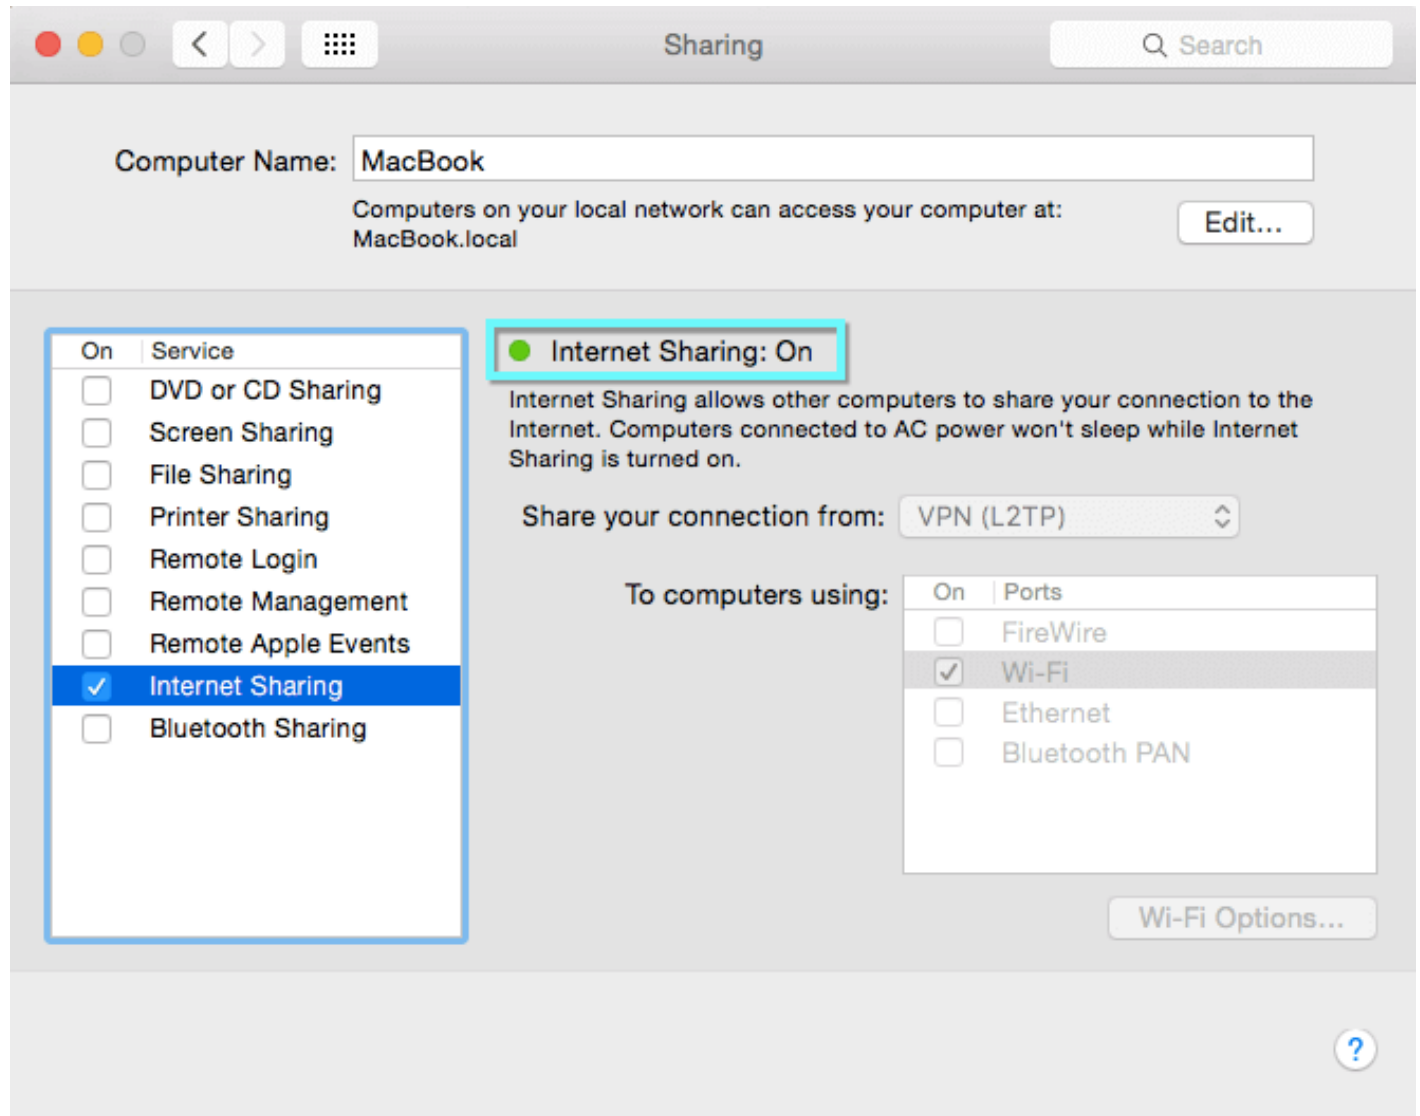 Sharing
Search
Computer Name: MacBook
Computers on your local network can access your computer at:
MacBook.local
Edit...
On Service
DVD or CD Sharing
Screen Sharing
File Sharing
Printer Sharing
Remote Login
Remote Management
Remote Apple Events
Internet Sharing
Bluetooth Sharing
Internet Sharing: On
Internet Sharing allows other computers to share your connection to the
Internet. Computers connected to AC power won't sleep while Internet
Sharing is turned on.
Share your connection from: VPN (L2TP)
To computers using:
On Ports
FireWire
Wi-Fi
Ethernet
Bluetooth PAN
Wi-Fi Options...
?